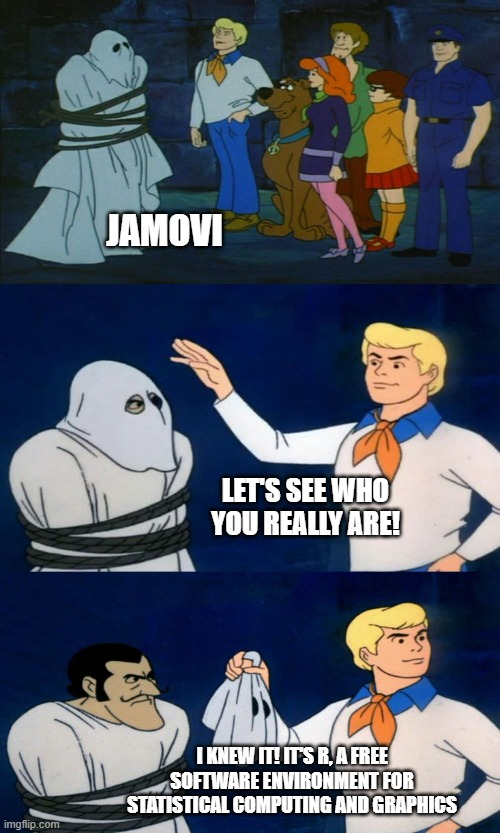 JAMOVI
LET'S SEE WHO
YOU REALLY ARE!
I KNEW IT! IT'S R, A FREE
SOFTWARE ENVIRONMENT FOR
STATISTICAL COMPUTING AND GRAPHICS
imgflip.com